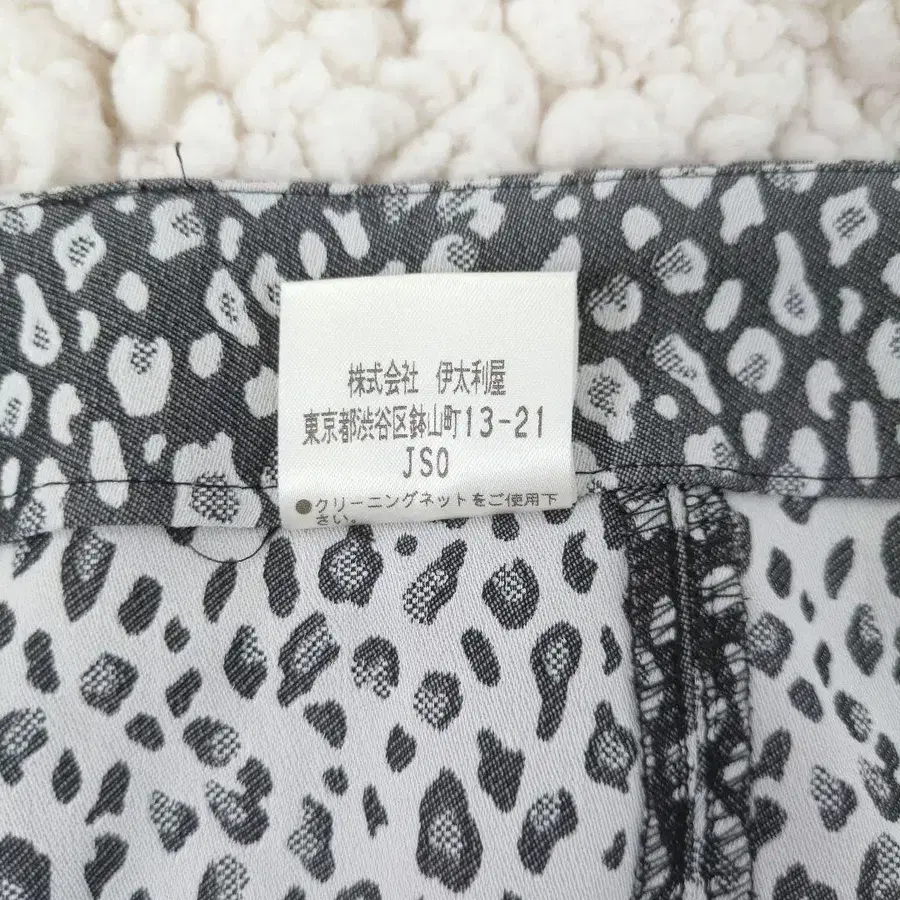 株式会社 伊太利屋
東京都渋谷区鉢山町13-21
JSO
●クリーニングネットをご使用下
さい。